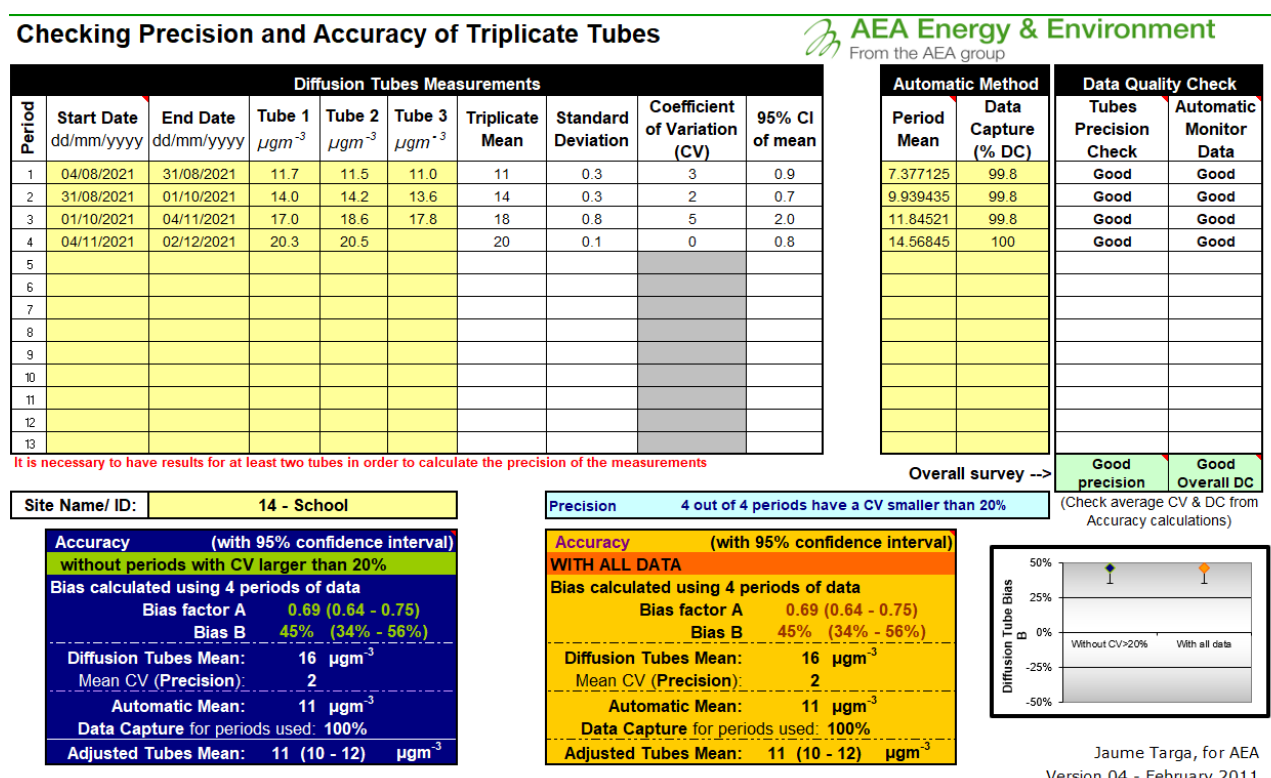 Checking Precision and Accuracy of Triplicate Tubes
AEA Energy & Environment
From the AEA group
Diffusion Tubes Measurements
Automatic Method
Data Quality Check
Period Start Date dd/mm/yyyy End Date dd/mm/yyyy Tube 1 µgm-3 Tube 2 µgm-3 Tube 3 µgm-3 Triplicate Mean Standard Deviation Coefficient of Variation (CV) 95% CI of mean Period Mean Data Capture (% DC) Tubes Precision Check Automatic Monitor Data
1 04/08/2021 31/08/2021 11.7 11.5 11.0 11 0.3 3 0.9 7.377125 99.8 Good Good
2 31/08/2021 01/10/2021 14.0 14.2 13.6 14 0.3 2 0.7 9.939435 99.8 Good Good
3 01/10/2021 04/11/2021 17.0 18.6 17.8 18 0.8 5 2.0 11.84521 99.8 Good Good
4 04/11/2021 02/12/2021 20.3 20.5 20 0.1 0 0.8 14.56845 100 Good Good
5
6
7
8
9
10
11
12
13
It is necessary to have results for at least two tubes in order to calculate the precision of the measurements
Overall survey --> Good precision Good Overall DC
(Check average CV & DC from
Accuracy calculations)
Site Name/ ID: 14 - School
Precision 4 out of 4 periods have a CV smaller than 20%
Accuracy (with 95% confidence interval)
without periods with CV larger than 20%
Bias calculated using 4 periods of data
Bias factor A 0.69 (0.64 - 0.75)
Bias B 45% (34% - 56%)
Diffusion Tubes Mean: 16 µgm-3
Mean CV (Precision): 2
Automatic Mean: 11 µgm-3
Data Capture for periods used: 100%
Adjusted Tubes Mean: 11 (10 - 12) µgm-3
Accuracy (with 95% confidence interval)
WITH ALL DATA
Bias calculated using 4 periods of data
Bias factor A 0.69 (0.64 - 0.75)
Bias B 45% (34% - 56%)
Diffusion Tubes Mean: 16 µgm-3
Mean CV (Precision): 2
Automatic Mean: 11 µgm-3
Data Capture for periods used: 100%
Adjusted Tubes Mean: 11 (10 - 12) µgm-3
Diffusion Tube Bias B
50%
25%
0%
-25%
-50%
Without CV>20%
With all data
Jaume Targa, for AEA
Version 04 - February 2011